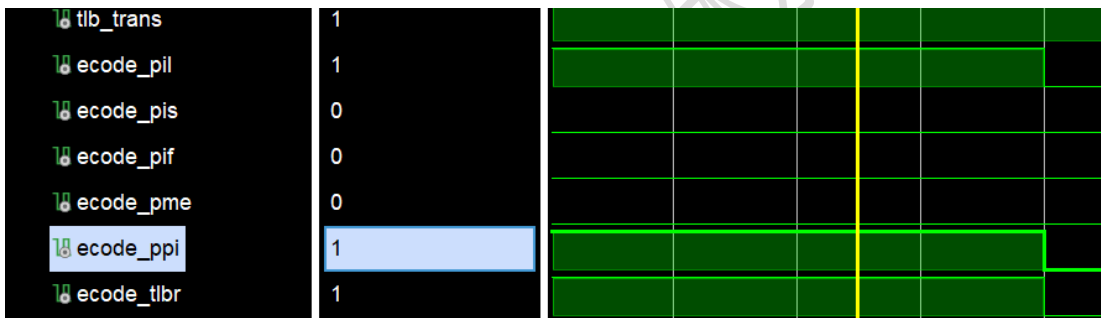 tlb_trans 1
ecode_pil 1
ecode_pis 0
ecode_pif 0
ecode_pme 0
ecode_ppi 1
ecode_tlbr 1